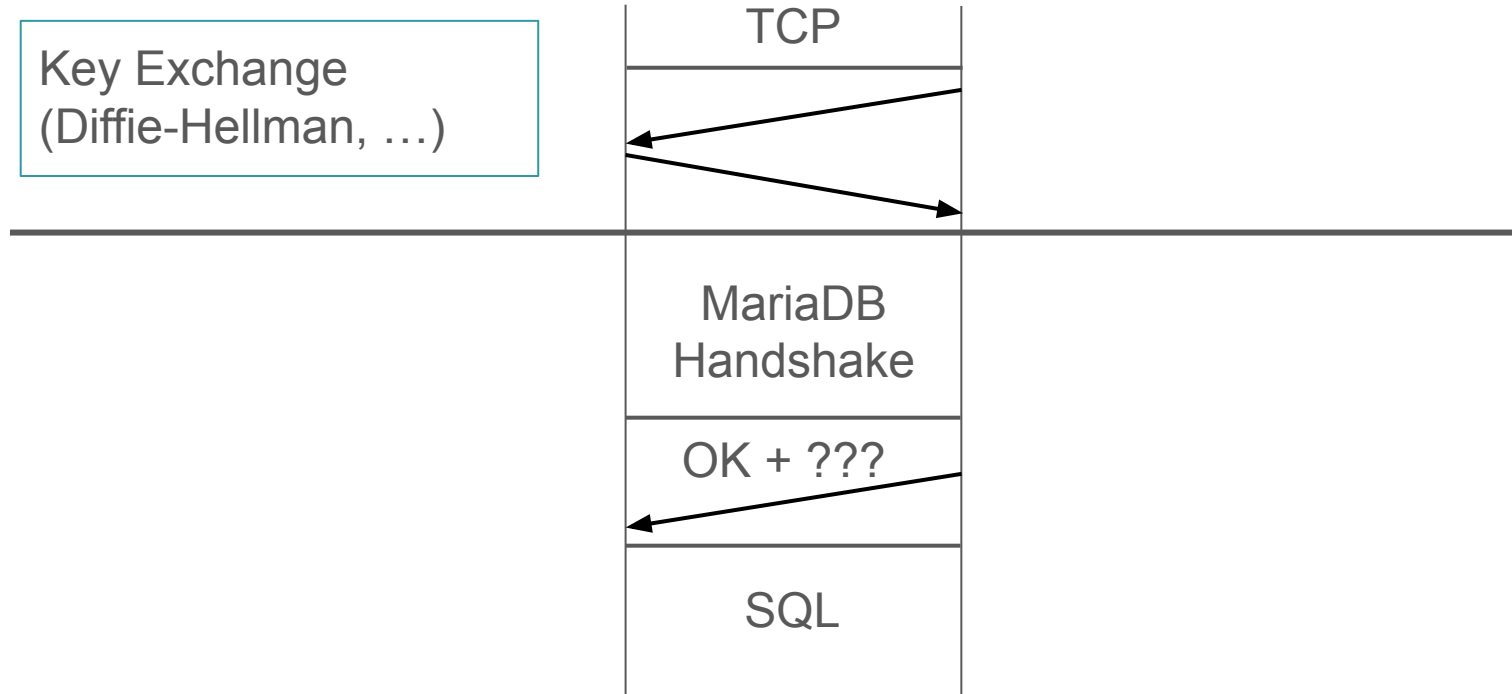 TCP
Key Exchange
(Diffie-Hellman, …)
MariaDB
Handshake
OK + ???
SQL